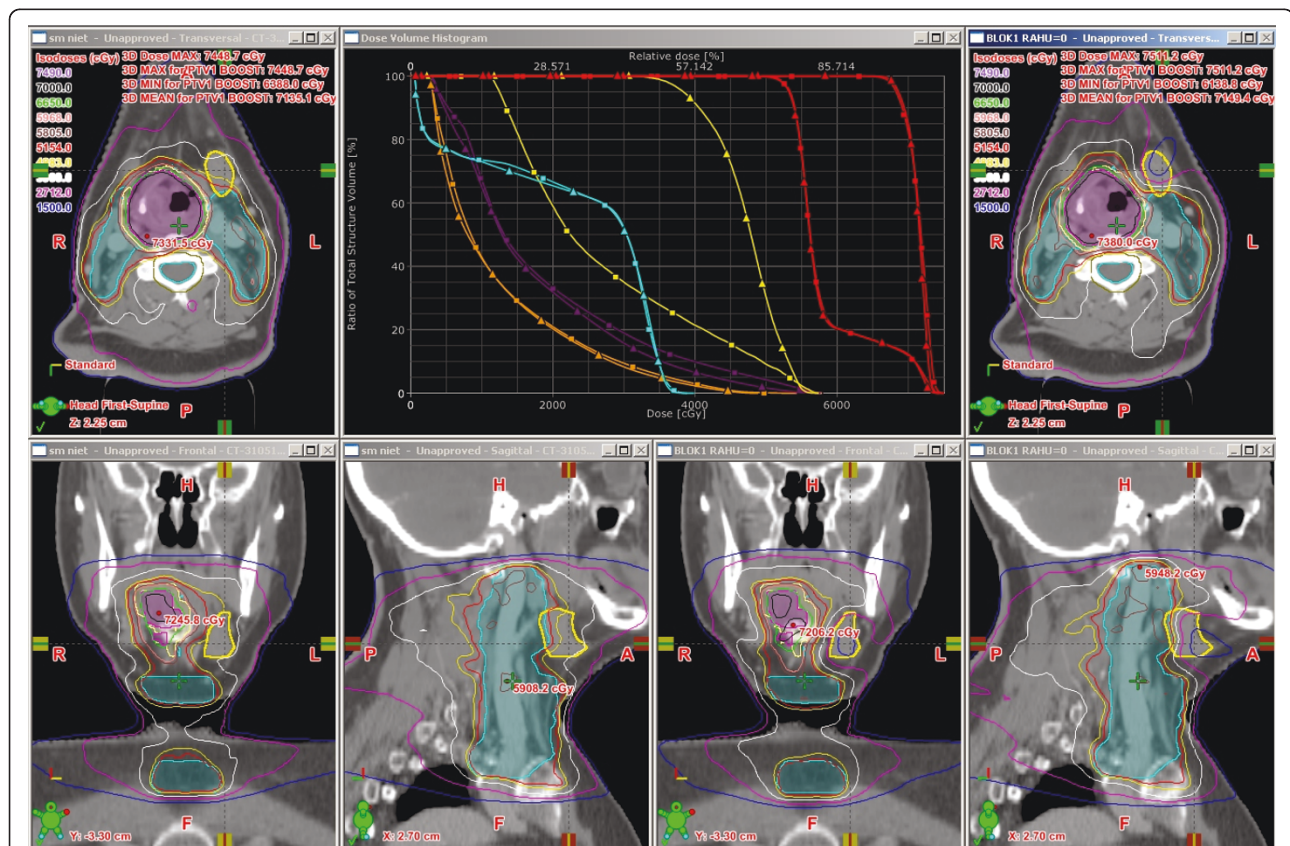 sm niet - Unapproved - Transversal - CT-3...
Isodoses (cGy)
7490.0
7000.0
6650.0
5968.0
5805.0
5154.0
2712.0
1500.0
3D Dose MAX: 7448.7 cGy
3D MAX for PTV1 BOOST: 7448.7 cGy
3D MIN for PTV1 BOOST: 6368.0 cGy
3D MEAN for PTV1 BOOST: 7135.1 cGy
R
L
7331.5 cGy
Standard
Head First-Supine
Z: 2.25 cm
P
Dose Volume Histogram
Relative dose [%]
0 28.571 57.142 85.714
Ratio of Total Structure Volume [%]
100
80
60
40
20
0
0 2000 4000 6000
Dose [cGy]
BLOK1 RAHU=0 - Unapproved - Transvers...
Isodoses (cGy)
7490.0
7000.0
6650.0
5968.0
5805.0
5154.0
2712.0
1500.0
3D Dose MAX: 7511.2 cGy
3D MAX for PTV1 BOOST: 7511.2 cGy
3D MIN for PTV1 BOOST: 6138.8 cGy
3D MEAN for PTV1 BOOST: 7149.4 cGy
R
L
7380.0 cGy
Standard
Head First-Supine
Z: 2.25 cm
P
sm niet - Unapproved - Frontal - CT-31051...
H
7245.8 cGy
R
L
F
Y: -3.30 cm
sm niet - Unapproved - Sagittal - CT-3105...
H
P
A
5908.2 cGy
F
X: 2.70 cm
BLOK1 RAHU=0 - Unapproved - Frontal - C...
H
7206.2 cGy
R
L
F
Y: -3.30 cm
BLOK1 RAHU=0 - Unapproved - Sagittal - C...
H
5948.2 cGy
P
A
F
X: 2.70 cm